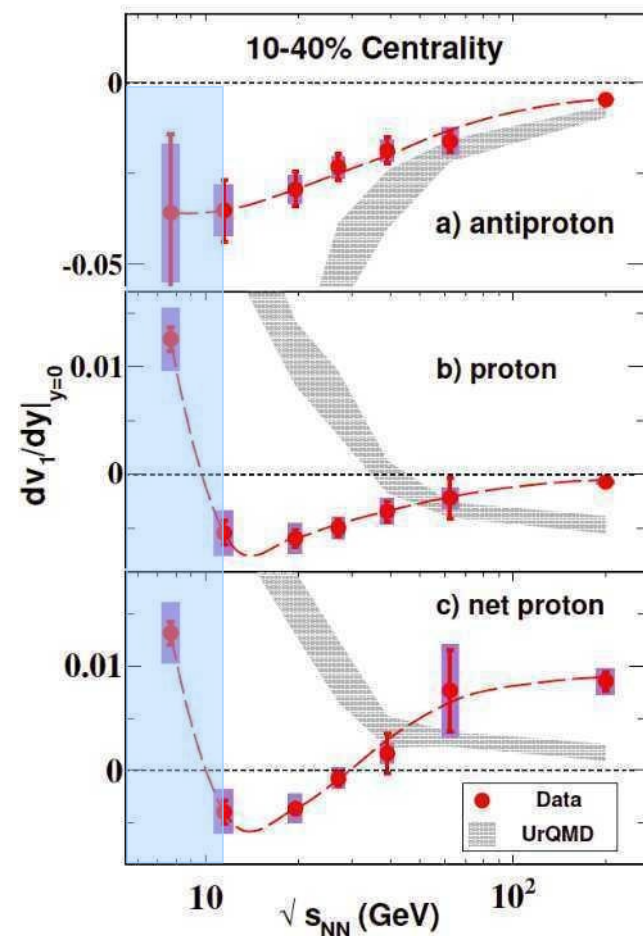 10-40% Centrality
0
a) antiproton
-0.05
b) proton
0.01
0
dv₁/dy|y=0
c) net proton
0.01
0
Data
UrQMD
10
10²
√ sNN (GeV)